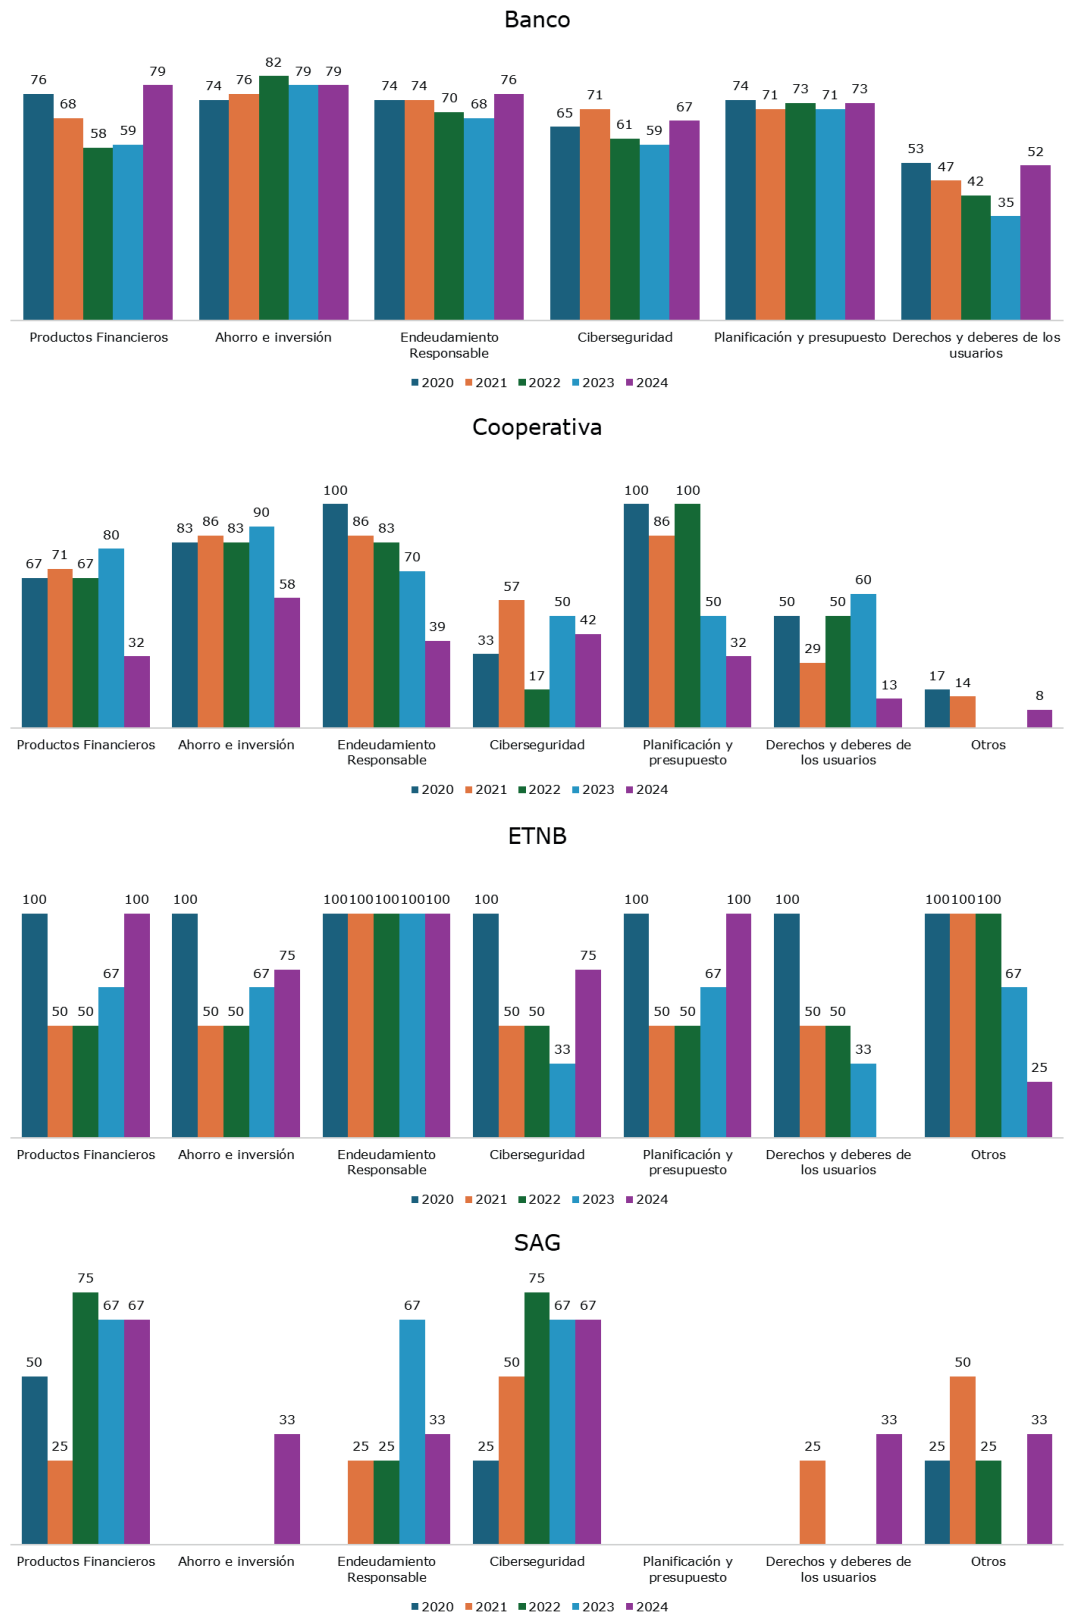 Banco
76 68 58 59 79 74 76 82 79 79 74 74 70 68 76 65 71 61 59 67 74 71 73 71 73 53 47 42 35 52
Productos Financieros Ahorro e inversión Endeudamiento Responsable Ciberseguridad Planificación y presupuesto Derechos y deberes de los usuarios
2020 2021 2022 2023 2024
Cooperativa
67 71 67 80 32 83 86 83 90 58 100 86 83 70 39 33 57 17 50 42 100 86 100 50 32 50 29 50 60 13 17 14 8
Productos Financieros Ahorro e inversión Endeudamiento Responsable Ciberseguridad Planificación y presupuesto Derechos y deberes de los usuarios Otros
2020 2021 2022 2023 2024
ETNB
100 50 50 67 100 100 50 50 67 75 100 100 100 100 100 100 50 50 33 75 100 50 50 67 100 100 50 50 33 100 100 100 67 25
Productos Financieros Ahorro e inversión Endeudamiento Responsable Ciberseguridad Planificación y presupuesto Derechos y deberes de los usuarios Otros
2020 2021 2022 2023 2024
SAG
50 25 75 67 67 33 25 25 67 33 25 50 75 67 67 25 33 25 50 25 33
Productos Financieros Ahorro e inversión Endeudamiento Responsable Ciberseguridad Planificación y presupuesto Derechos y deberes de los usuarios Otros
2020 2021 2022 2023 2024